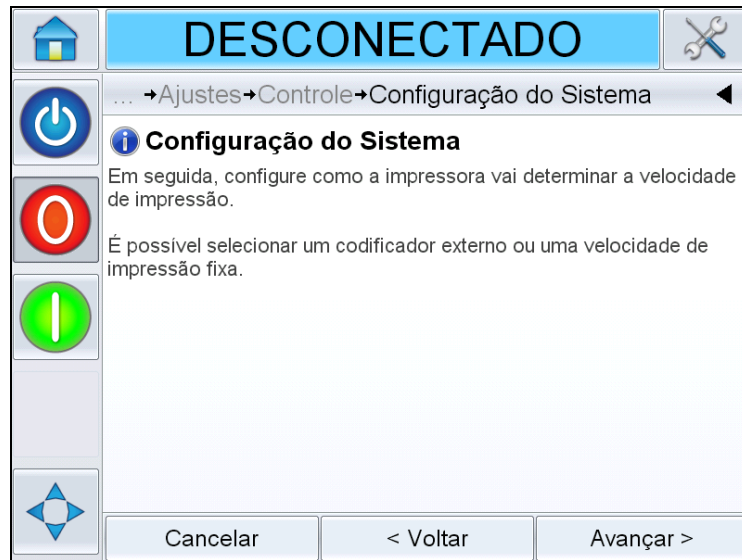 DESCONECTADO
... →Ajustes→Controle→Configuração do Sistema
Configuração do Sistema
Em seguida, configure como a impressora vai determinar a velocidade
de impressão.
É possível selecionar um codificador externo ou uma velocidade de
impressão fixa.
Cancelar
< Voltar
Avançar >